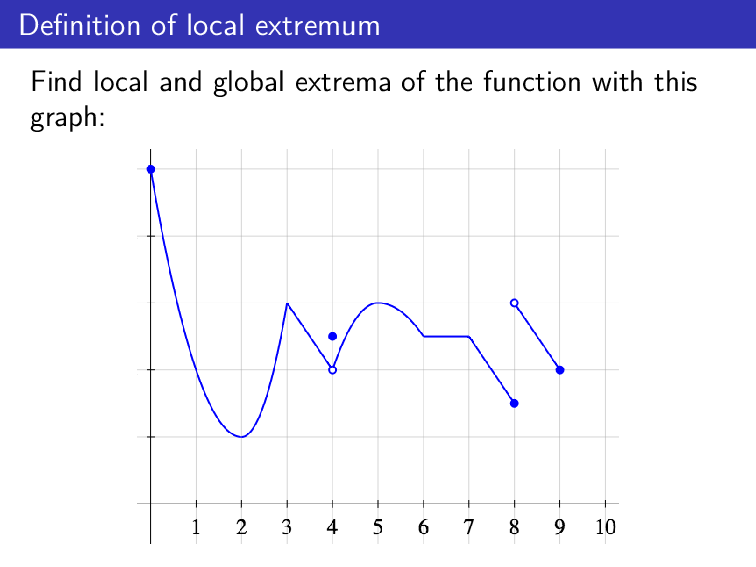 Definition of local extremum
Find local and global extrema of the function with this
graph:
1 2 3 4 5 6 7 8 9 10